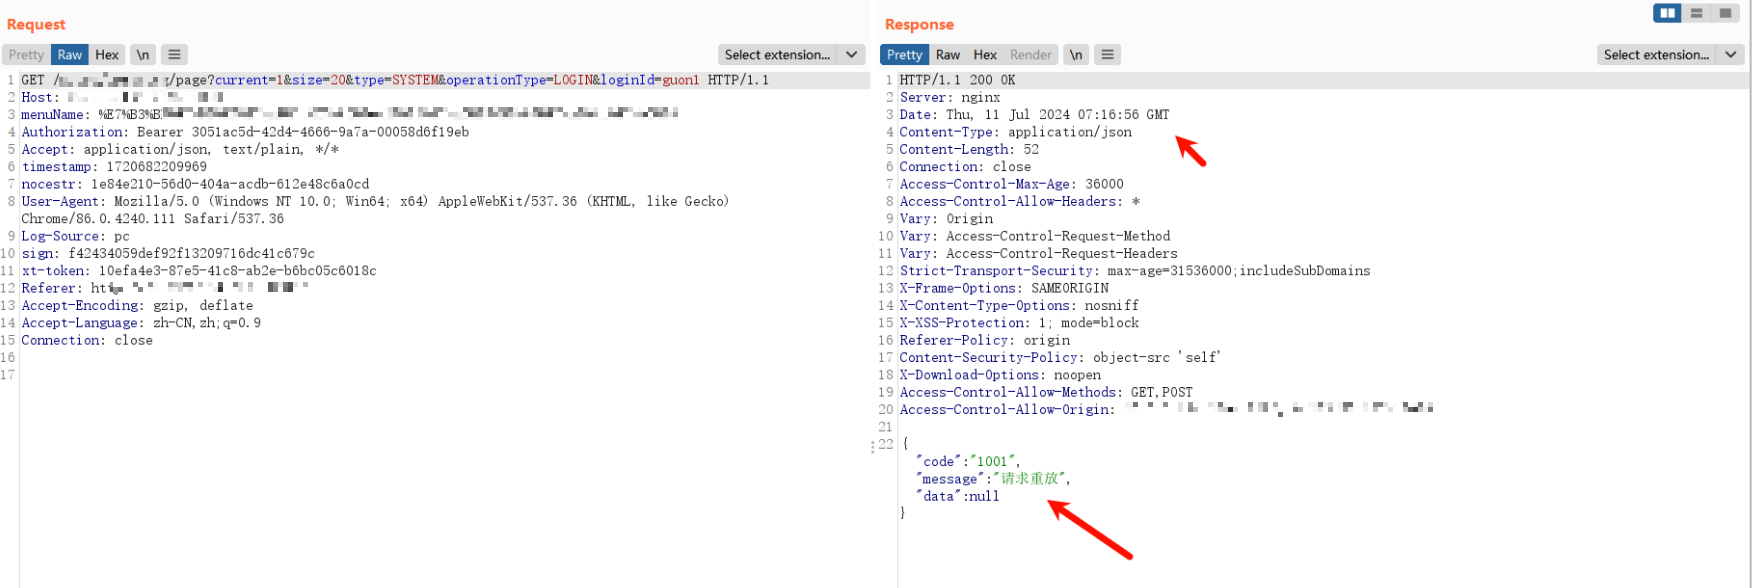 Request
Pretty Raw Hex \n
Select extension...
1 GET /page?current=1&size=20&type=SYSTEM&operationType=LOGIN&loginId=guon1 HTTP/1.1
2 Host:
3 menuName: %E7%B3%B
4 Authorization: Bearer 3051ac5d-42d4-4666-9a7a-00058d6f19eb
5 Accept: application/json, text/plain, */*
6 timestamp: 1720682209969
7 nocestr: 1e84e210-56d0-404a-acdb-612e48c6a0cd
8 User-Agent: Mozilla/5.0 (Windows NT 10.0; Win64; x64) AppleWebKit/537.36 (KHTML, like Gecko)
Chrome/86.0.4240.111 Safari/537.36
9 Log-Source: pc
10 sign: f42434059def92f13209716dc41c679c
11 xt-token: 10efa4e3-87e5-41c8-ab2e-b6bc05c6018c
12 Referer: htt
13 Accept-Encoding: gzip, deflate
14 Accept-Language: zh-CN,zh;q=0.9
15 Connection: close
16
17
Response
Pretty Raw Hex Render \n
Select extension...
1 HTTP/1.1 200 OK
2 Server: nginx
3 Date: Thu, 11 Jul 2024 07:16:56 GMT
4 Content-Type: application/json
5 Content-Length: 52
6 Connection: close
7 Access-Control-Max-Age: 36000
8 Access-Control-Allow-Headers: *
9 Vary: Origin
10 Vary: Access-Control-Request-Method
11 Vary: Access-Control-Request-Headers
12 Strict-Transport-Security: max-age=31536000;includeSubDomains
13 X-Frame-Options: SAMEORIGIN
14 X-Content-Type-Options: nosniff
15 X-XSS-Protection: 1; mode=block
16 Referrer-Policy: origin
17 Content-Security-Policy: object-src 'self'
18 X-Download-Options: noopen
19 Access-Control-Allow-Methods: GET,POST
20 Access-Control-Allow-Origin:
21
22 {
"code":"1001",
"message":"请求重放",
"data":null
}